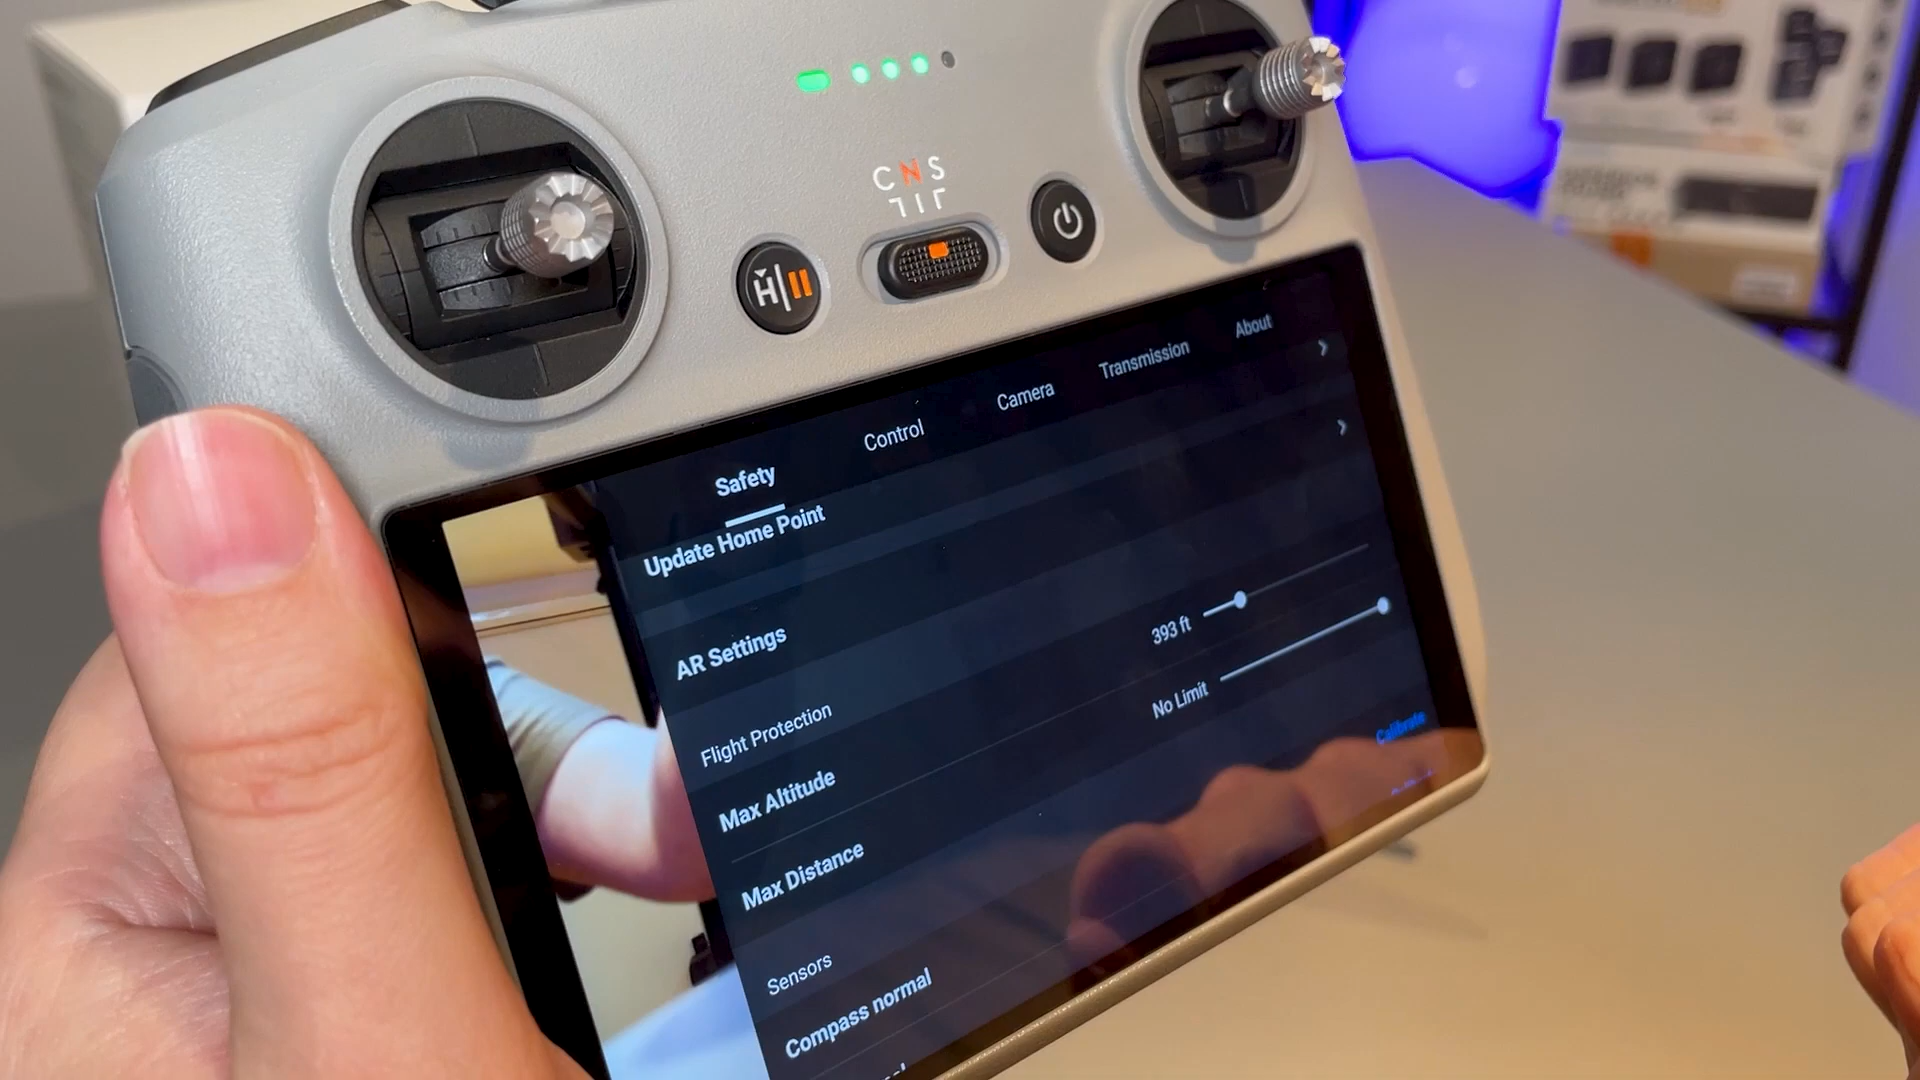 C N S
H
Safety
Control
Camera
Transmission
About
Update Home Point
AR Settings
Flight Protection
Max Altitude
393 ft
Max Distance
No Limit
Sensors
Compass normal
Calibrate